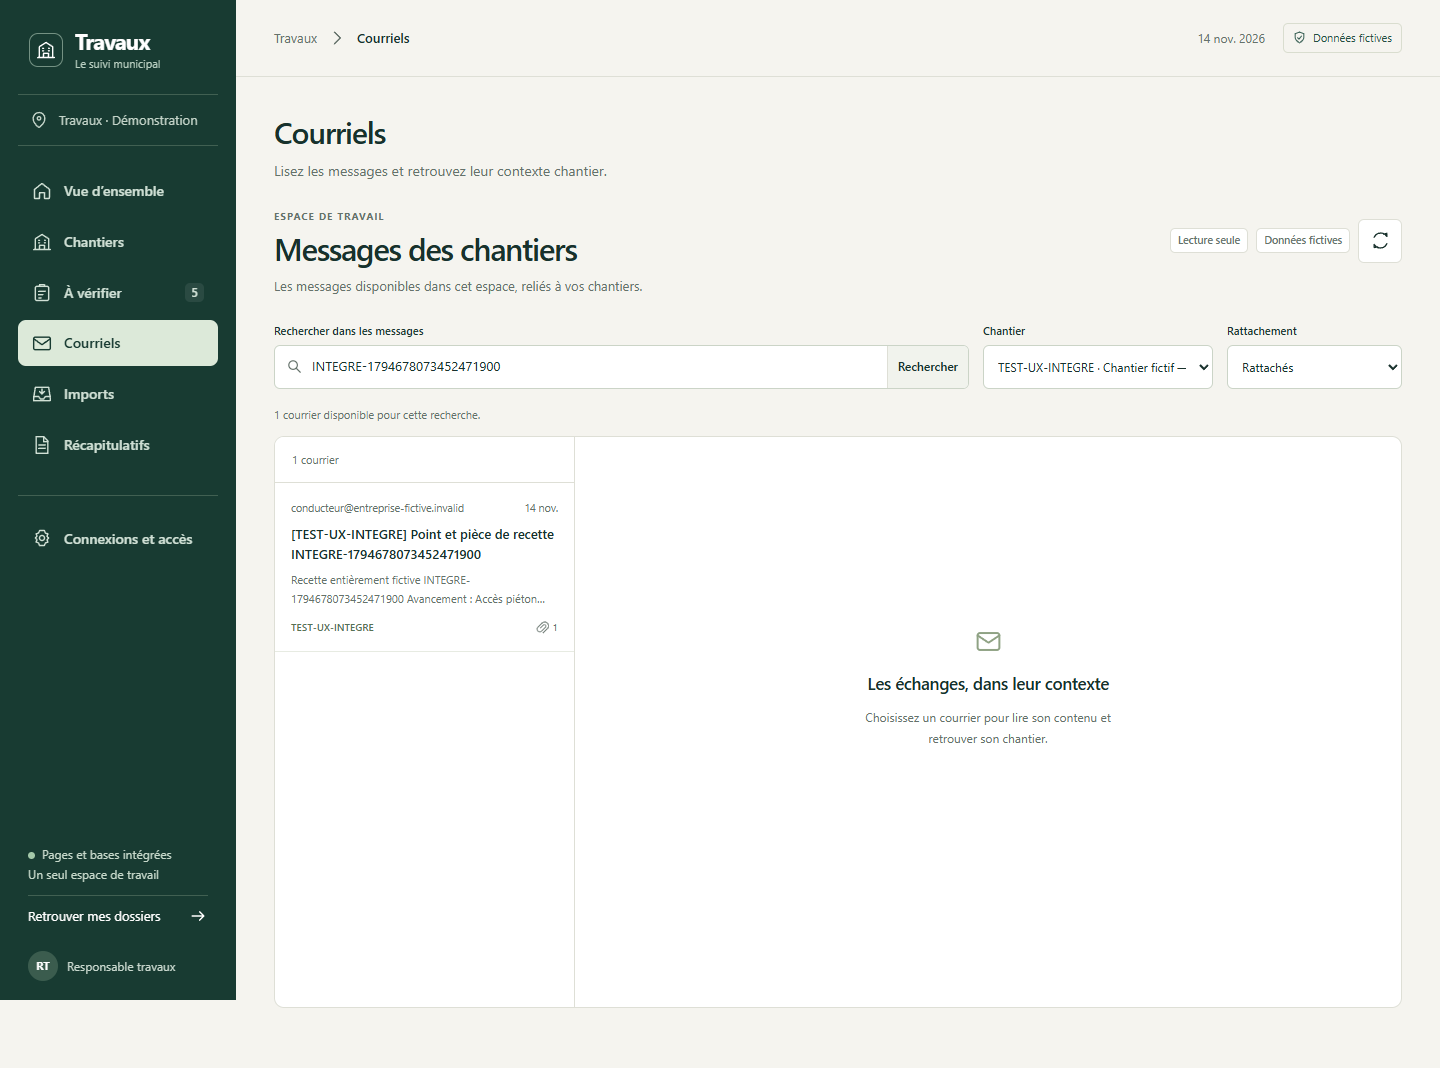 Travaux
Le suivi municipal
Travaux · Démonstration
Vue d’ensemble
Chantiers
À vérifier 5
Courriels
Imports
Récapitulatifs
Connexions et accès
Pages et bases intégrées
Un seul espace de travail
Retrouver mes dossiers
RT Responsable travaux
Travaux Courriels
14 nov. 2026 Données fictives
Courriels
Lisez les messages et retrouvez leur contexte chantier.
ESPACE DE TRAVAIL
Messages des chantiers
Les messages disponibles dans cet espace, reliés à vos chantiers.
Lecture seule Données fictives
Rechercher dans les messages Chantier Rattachement
INTEGRE-1794678073452471900 Rechercher TEST-UX-INTEGRE · Chantier fictif — Rattachés
1 courrier disponible pour cette recherche.
1 courrier
conducteur@entreprise-fictive.invalid 14 nov.
[TEST-UX-INTEGRE] Point et pièce de recette
INTEGRE-1794678073452471900
Recette entièrement fictive INTEGRE-
1794678073452471900 Avancement : Accès piéton...
TEST-UX-INTEGRE 1
Les échanges, dans leur contexte
Choisissez un courrier pour lire son contenu et
retrouver son chantier.